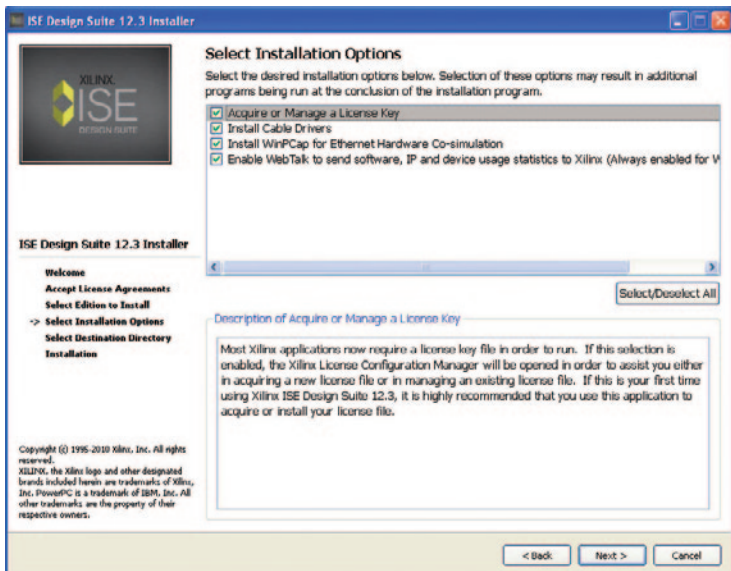 ISE Design Suite 12.3 Installer
XILINX
ISE
DESIGN SUITE
Select Installation Options
Select the desired installation options below. Selection of these options may result in additional
programs being run at the conclusion of the installation program.
Acquire or Manage a License Key
Install Cable Drivers
Install WinPCap for Ethernet Hardware Co-simulation
Enable WebTalk to send software, IP and device usage statistics to Xilinx (Always enabled for W
Select/Deselect All
ISE Design Suite 12.3 Installer
Welcome
Accept License Agreements
Select Edition to Install
-> Select Installation Options
Select Destination Directory
Installation
Description of Acquire or Manage a License Key
Most Xilinx applications now require a license key file in order to run. If this selection is
enabled, the Xilinx License Configuration Manager will be opened in order to assist you either
in acquiring a new license file or in managing an existing license file. If this is your first time
using Xilinx ISE Design Suite 12.3, it is highly recommended that you use this application to
acquire or install your license file.
Copyright (c) 1995-2010 Xilinx, Inc. All rights
reserved.
XILINX, the Xilinx logo and other designated
brands included herein are trademarks of Xilinx,
Inc. PowerPC is a trademark of IBM, Inc. All
other trademarks are the property of their
respective owners.
< Back
Next >
Cancel